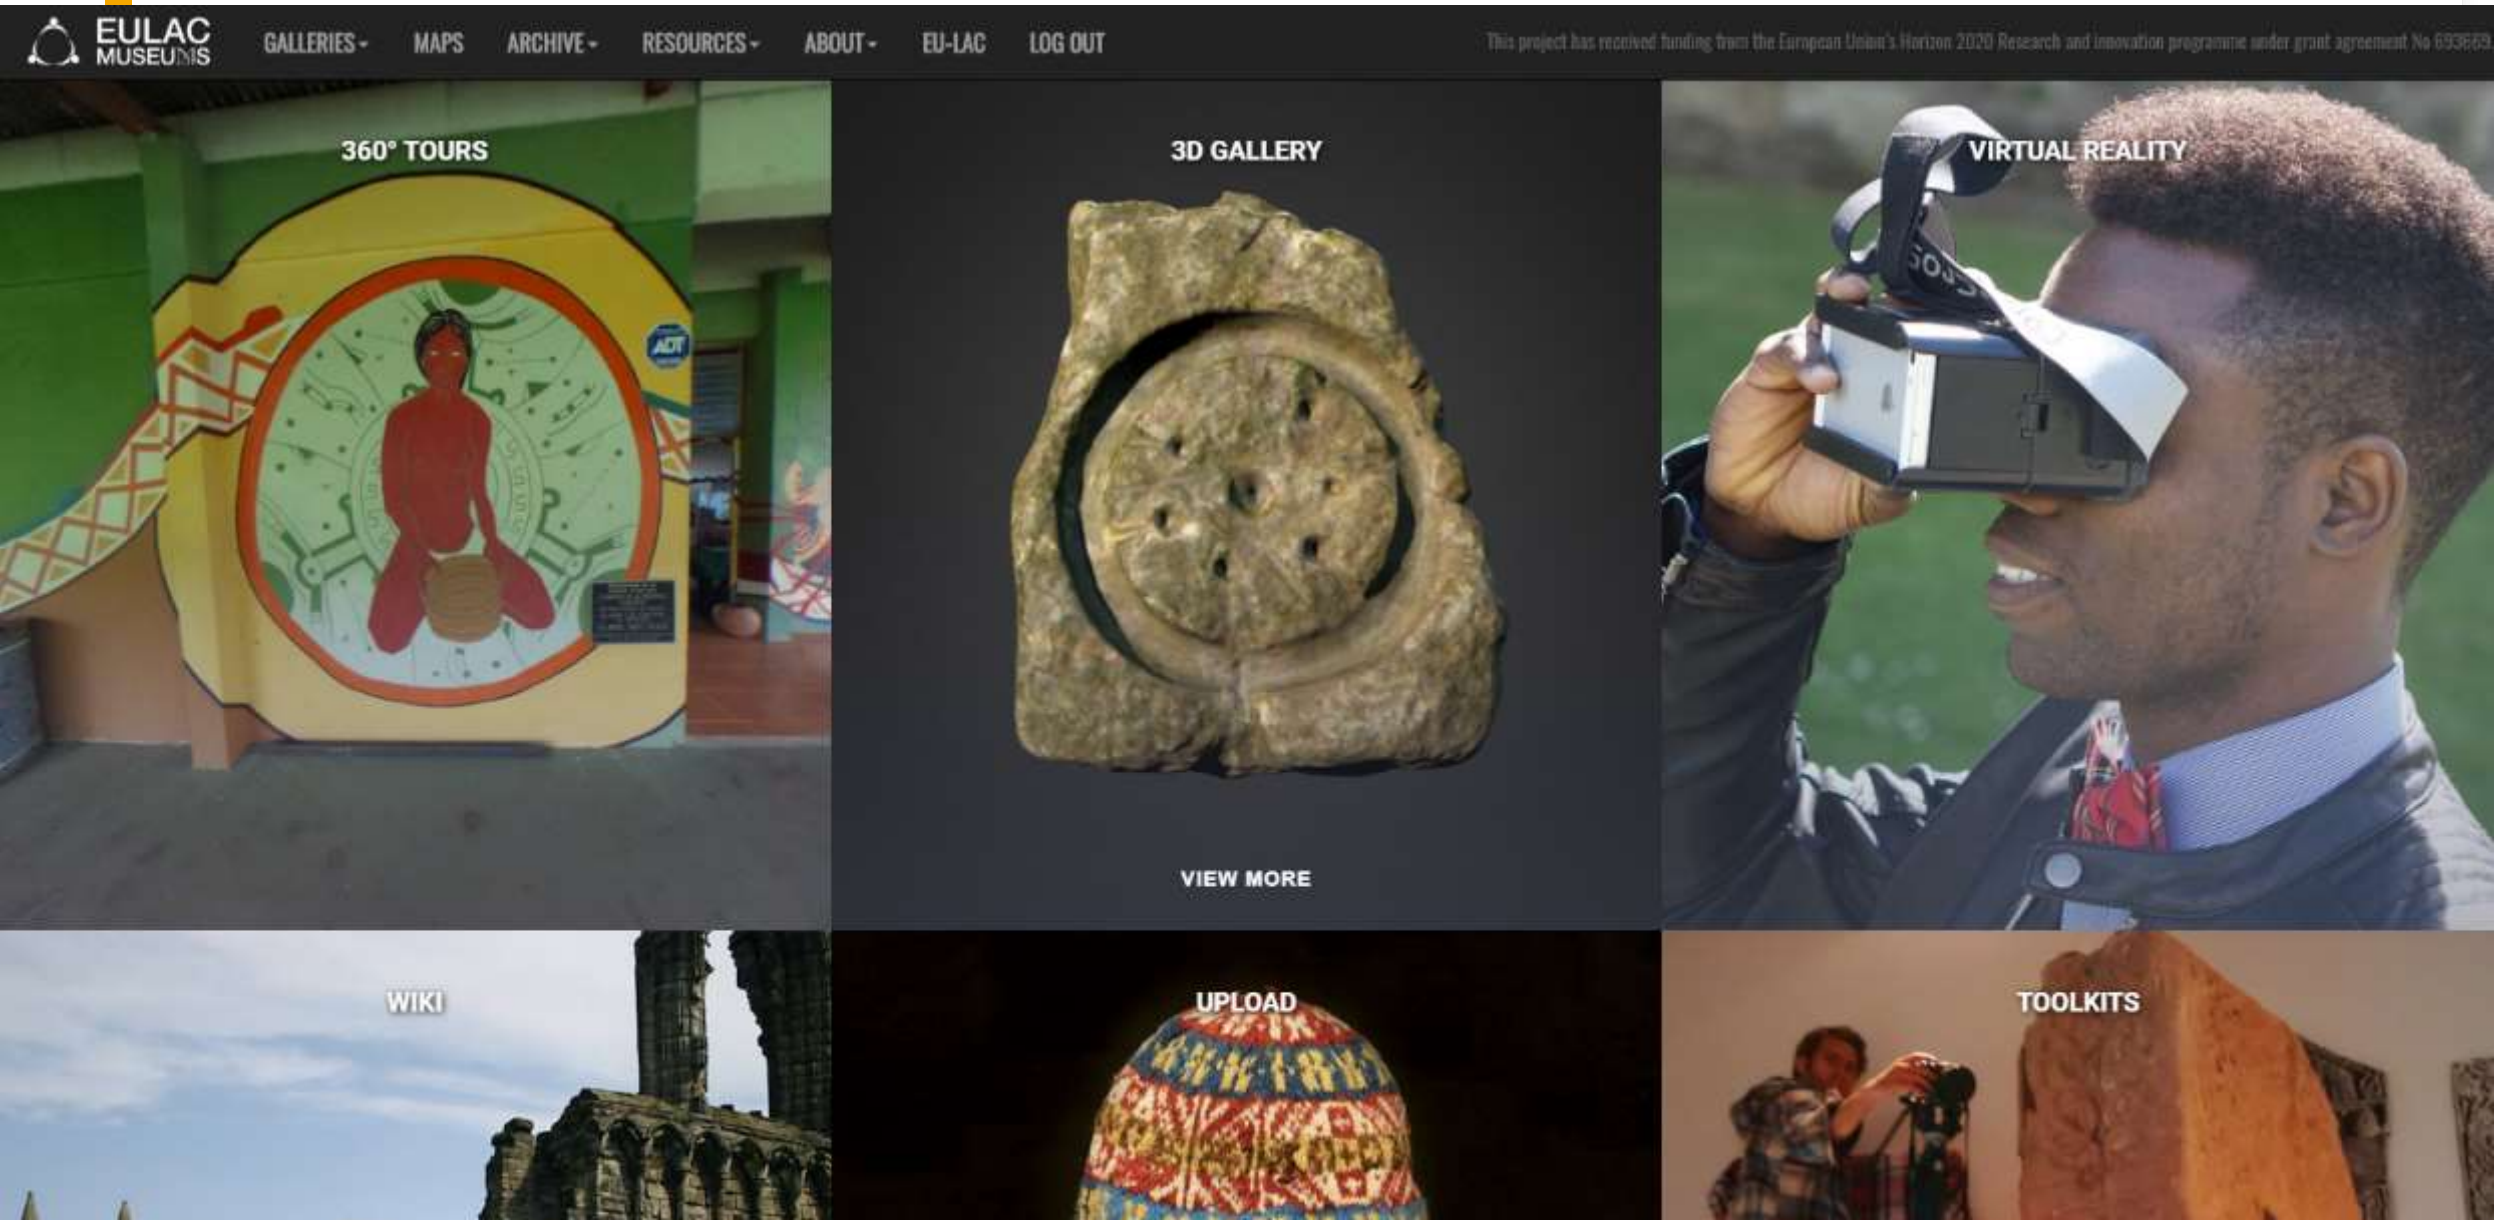 EULAC
MUSEUMS
GALLERIES MAPS ARCHIVE RESOURCES ABOUT EU-LAC LOG OUT
This project has received funding from the European Union's Horizon 2020 Research and innovation programme under grant agreement No 693669.
360° TOURS
3D GALLERY
VIRTUAL REALITY
ADT
VIEW MORE
WIKI
UPLOAD
TOOLKITS